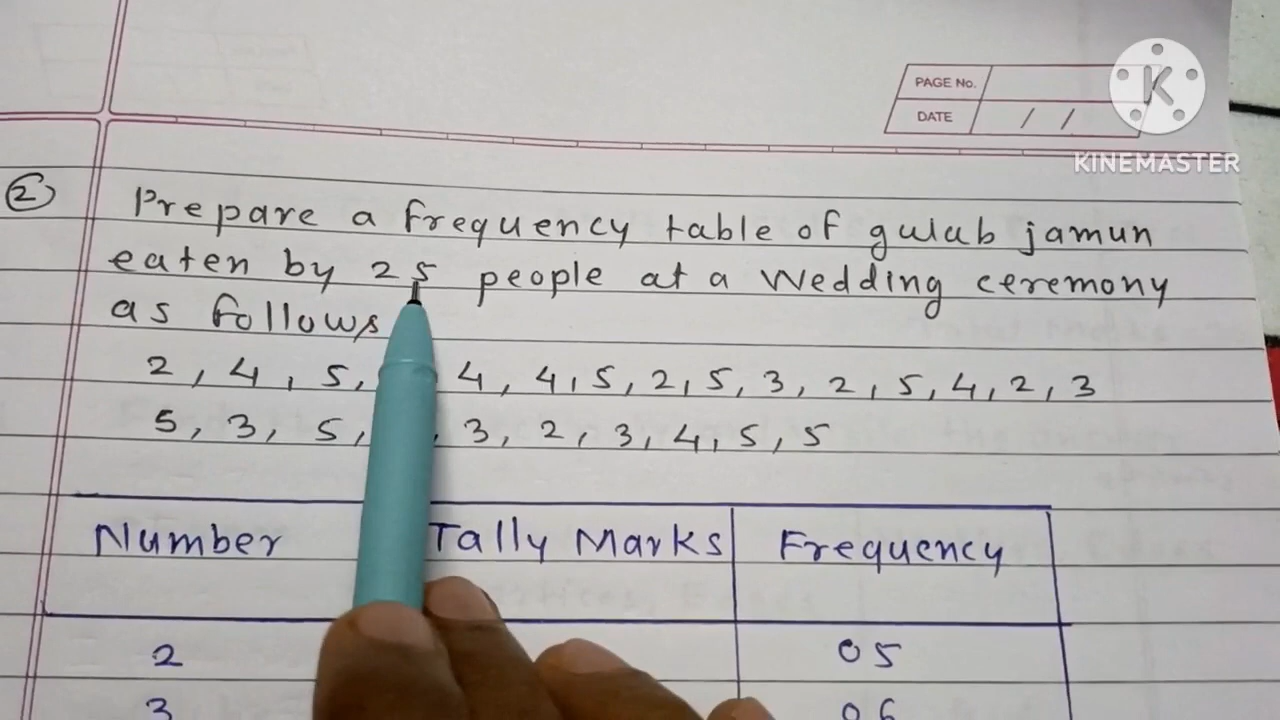 PAGE No.
DATE / /
KINEMASTER
② Prepare a frequency table of gulab jamun
eaten by 25 people at a wedding ceremony
as follows
2, 4, 5, 4, 4, 5, 2, 5, 3, 2, 5, 4, 2, 3
5, 3, 5, , 3, 2, 3, 4, 5, 5
Number Tally Marks Frequency
2 05
3 06